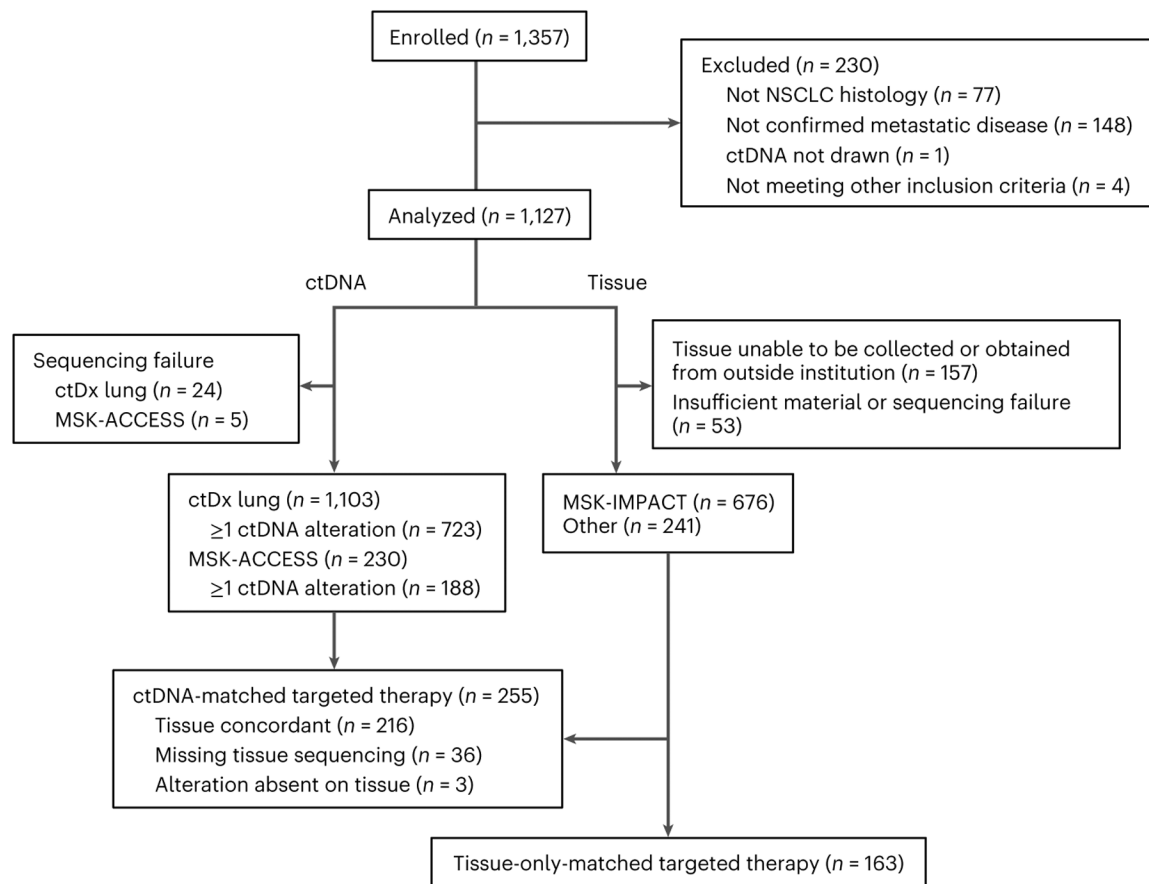 Enrolled (n = 1,357)
Excluded (n = 230)
Not NSCLC histology (n = 77)
Not confirmed metastatic disease (n = 148)
ctDNA not drawn (n = 1)
Not meeting other inclusion criteria (n = 4)
Analyzed (n = 1,127)
ctDNA
Tissue
Sequencing failure
ctDx lung (n = 24)
MSK-ACCESS (n = 5)
Tissue unable to be collected or obtained
from outside institution (n = 157)
Insufficient material or sequencing failure
(n = 53)
ctDx lung (n = 1,103)
≥1 ctDNA alteration (n = 723)
MSK-ACCESS (n = 230)
≥1 ctDNA alteration (n = 188)
MSK-IMPACT (n = 676)
Other (n = 241)
ctDNA-matched targeted therapy (n = 255)
Tissue concordant (n = 216)
Missing tissue sequencing (n = 36)
Alteration absent on tissue (n = 3)
Tissue-only-matched targeted therapy (n = 163)